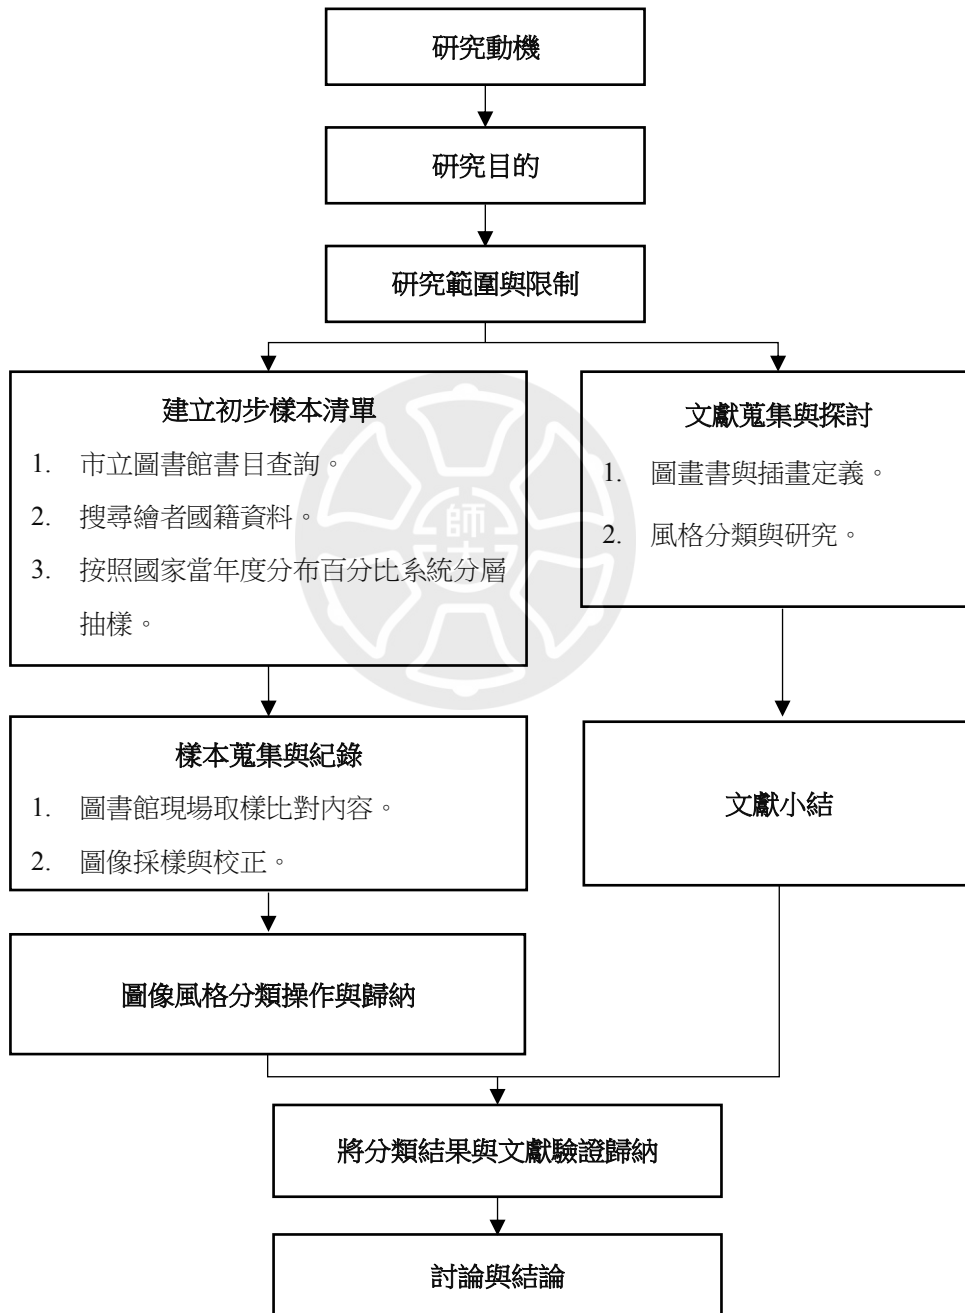 研究動機
研究目的
研究範圍與限制
建立初步樣本清單
1. 市立圖書館書目查詢。
2. 搜尋繪者國籍資料。
3. 按照國家當年度分布百分比系統分層
抽樣。
文獻蒐集與探討
1. 圖畫書與插畫定義。
2. 風格分類與研究。
師大
樣本蒐集與紀錄
1. 圖書館現場取樣比對內容。
2. 圖像採樣與校正。
文獻小結
圖像風格分類操作與歸納
將分類結果與文獻驗證歸納
討論與結論